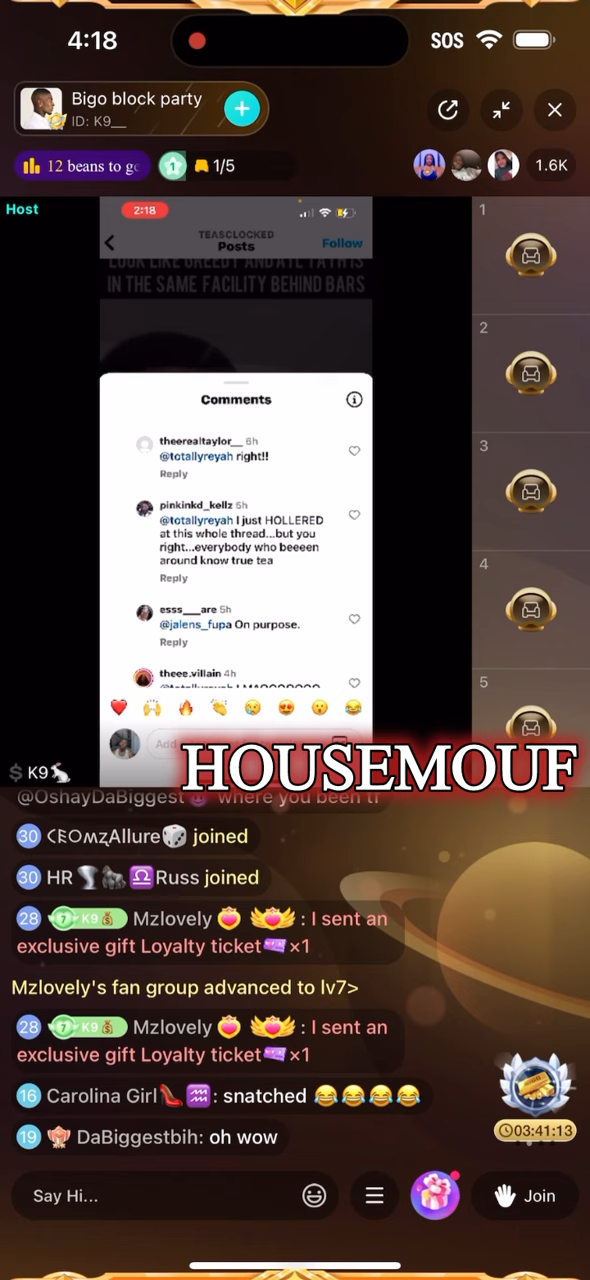 4:18
SOS
Bigo block party
ID: K9__
12 beans to
1
1/5
1.6K
Host
2:18
TEASCLOCKED
Posts
Follow
IN THE SAME FACILITY BEHIND BARS
Comments
theerealtaylor__ 6h
@totallyreyah right!!
Reply
pinkinkd_kellz 5h
@totallyreyah I just HOLLERED
at this whole thread...but you
right...everybody who beeeen
around know true tea
Reply
esss___are 5h
@jalens_fupa On purpose.
Reply
theee.villain 4h
Add
1
2
3
4
5
$ K9🐇
HOUSEMOUF
@OshayDaBiggest where you been
30 ᏟᏒᎾʍʐAllure🎲 joined
30 HR 🌪🦍♎Russ joined
28 7 K9💰 Mzlovely : I sent an
exclusive gift Loyalty ticket ×1
Mzlovely's fan group advanced to lv7>
28 7 K9💰 Mzlovely : I sent an
exclusive gift Loyalty ticket ×1
16 Carolina Girl👠♒: snatched 😂😂😂😂
19 DaBiggestbih: oh wow
03:41:13
Say Hi...
Join